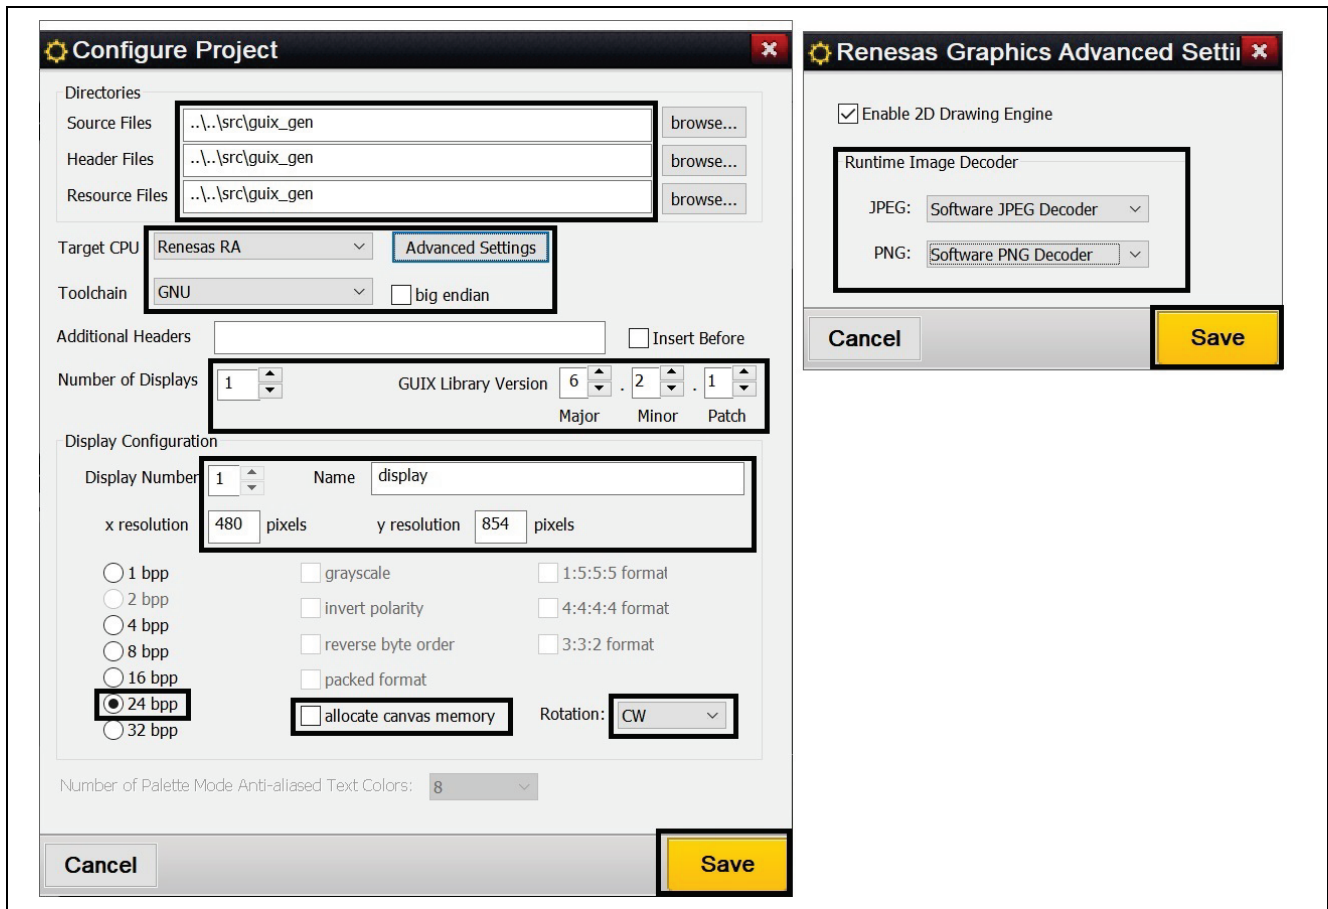 Configure Project
Directories
Source Files ..\..\src\guix_gen browse...
Header Files ..\..\src\guix_gen browse...
Resource Files ..\..\src\guix_gen browse...
Target CPU Renesas RA Advanced Settings
Toolchain GNU big endian
Additional Headers Insert Before
Number of Displays 1 GUIX Library Version 6 . 2 . 1
Major Minor Patch
Display Configuration
Display Number 1 Name display
x resolution 480 pixels y resolution 854 pixels
1 bpp grayscale 1:5:5:5 format
2 bpp invert polarity 4:4:4:4 format
4 bpp
8 bpp reverse byte order 3:3:2 format
16 bpp packed format
24 bpp allocate canvas memory Rotation: CW
32 bpp
Number of Palette Mode Anti-aliased Text Colors: 8
Cancel Save
Renesas Graphics Advanced Settii
Enable 2D Drawing Engine
Runtime Image Decoder
JPEG: Software JPEG Decoder
PNG: Software PNG Decoder
Cancel Save